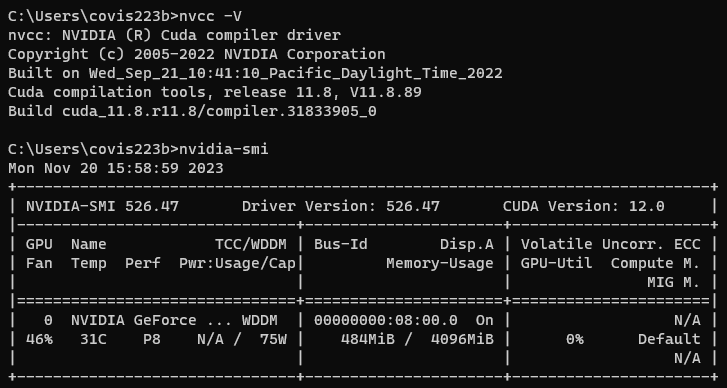 C:\Users\covis223b>nvcc -V
nvcc: NVIDIA (R) Cuda compiler driver
Copyright (c) 2005-2022 NVIDIA Corporation
Built on Wed_Sep_21_10:41:10_Pacific_Daylight_Time_2022
Cuda compilation tools, release 11.8, V11.8.89
Build cuda_11.8.r11.8/compiler.31833905_0

C:\Users\covis223b>nvidia-smi
Mon Nov 20 15:58:59 2023
+-----------------------------------------------------------------------------+
| NVIDIA-SMI 526.47       Driver Version: 526.47       CUDA Version: 12.0     |
|-------------------------------+----------------------+----------------------+
| GPU  Name            TCC/WDDM | Bus-Id        Disp.A | Volatile Uncorr. ECC |
| Fan  Temp  Perf  Pwr:Usage/Cap|         Memory-Usage | GPU-Util  Compute M. |
|                               |                      |               MIG M. |
|===============================+======================+======================|
|   0  NVIDIA GeForce ... WDDM  | 00000000:08:00.0  On |                  N/A |
| 46%   31C    P8    N/A /  75W |    484MiB /  4096MiB |      0%      Default |
|                               |                      |                  N/A |
+-------------------------------+----------------------+----------------------+